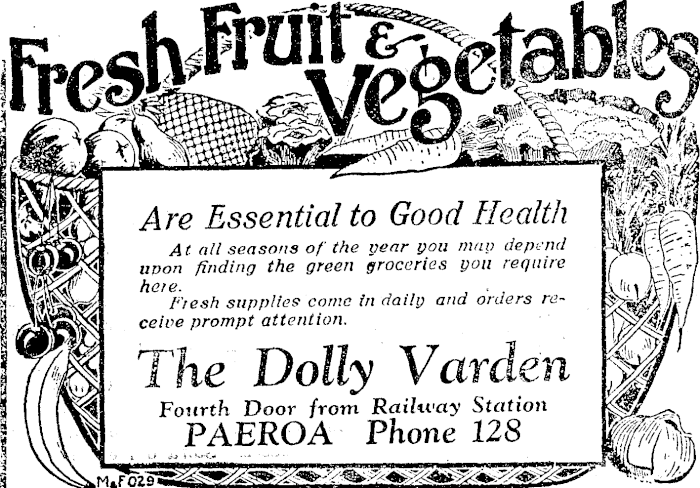 Fresh Fruit &
Vegetables
Are Essential to Good Health
At all seasons of the year you may depend
upon finding the green groceries you require
here.
Fresh supplies come in daily and orders re-
ceive prompt attention.
The Dolly Varden
Fourth Door from Railway Station
PAEROA Phone 128
M&F029